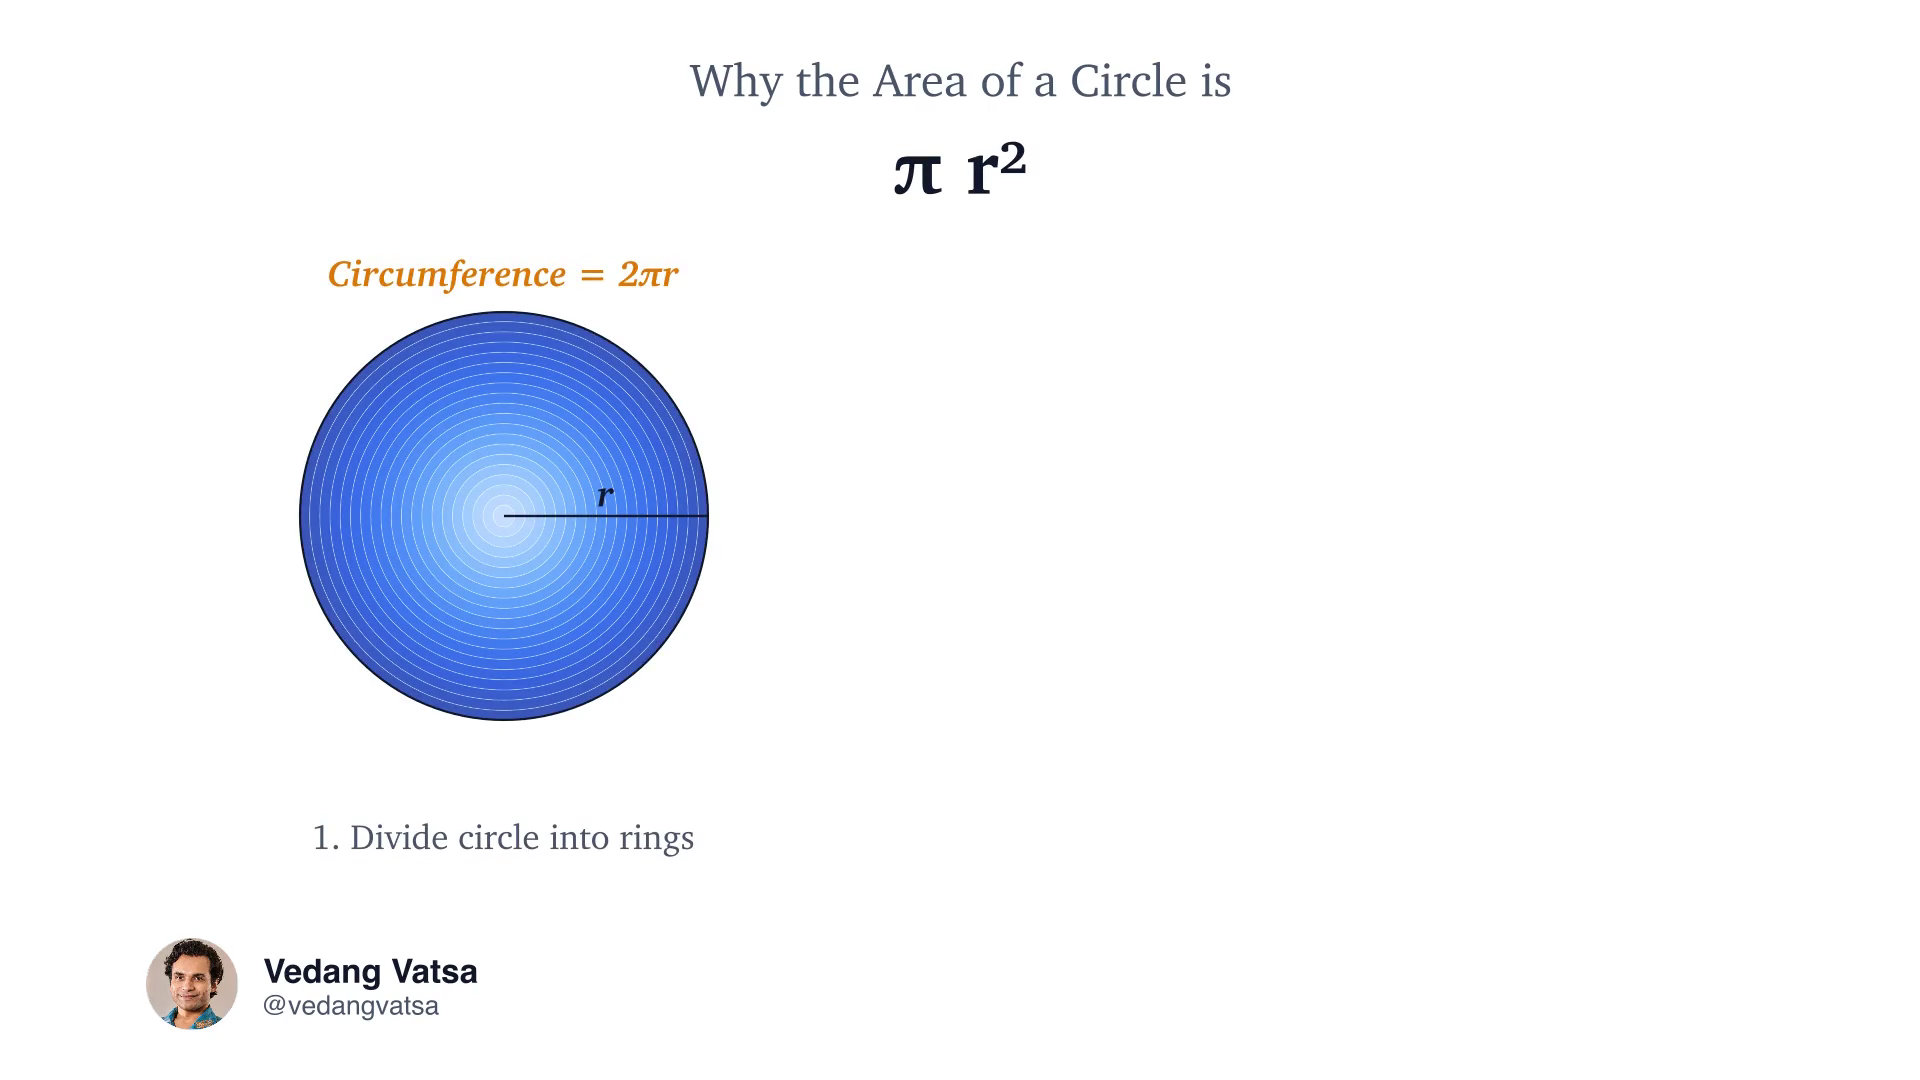 Why the Area of a Circle is
π r²
Circumference = 2πr
r
1. Divide circle into rings
Vedang Vatsa
@vedangvatsa